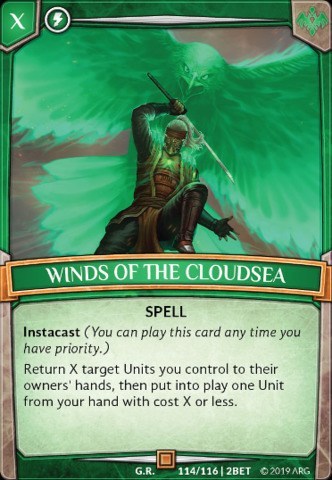 X
WINDS OF THE CLOUDSEA
SPELL
Instacast (You can play this card any time you
have priority.)
Return X target Units you control to their
owners' hands, then put into play one Unit
from your hand with cost X or less.
G.R. 114/116 | 2BET © 2019 ARG